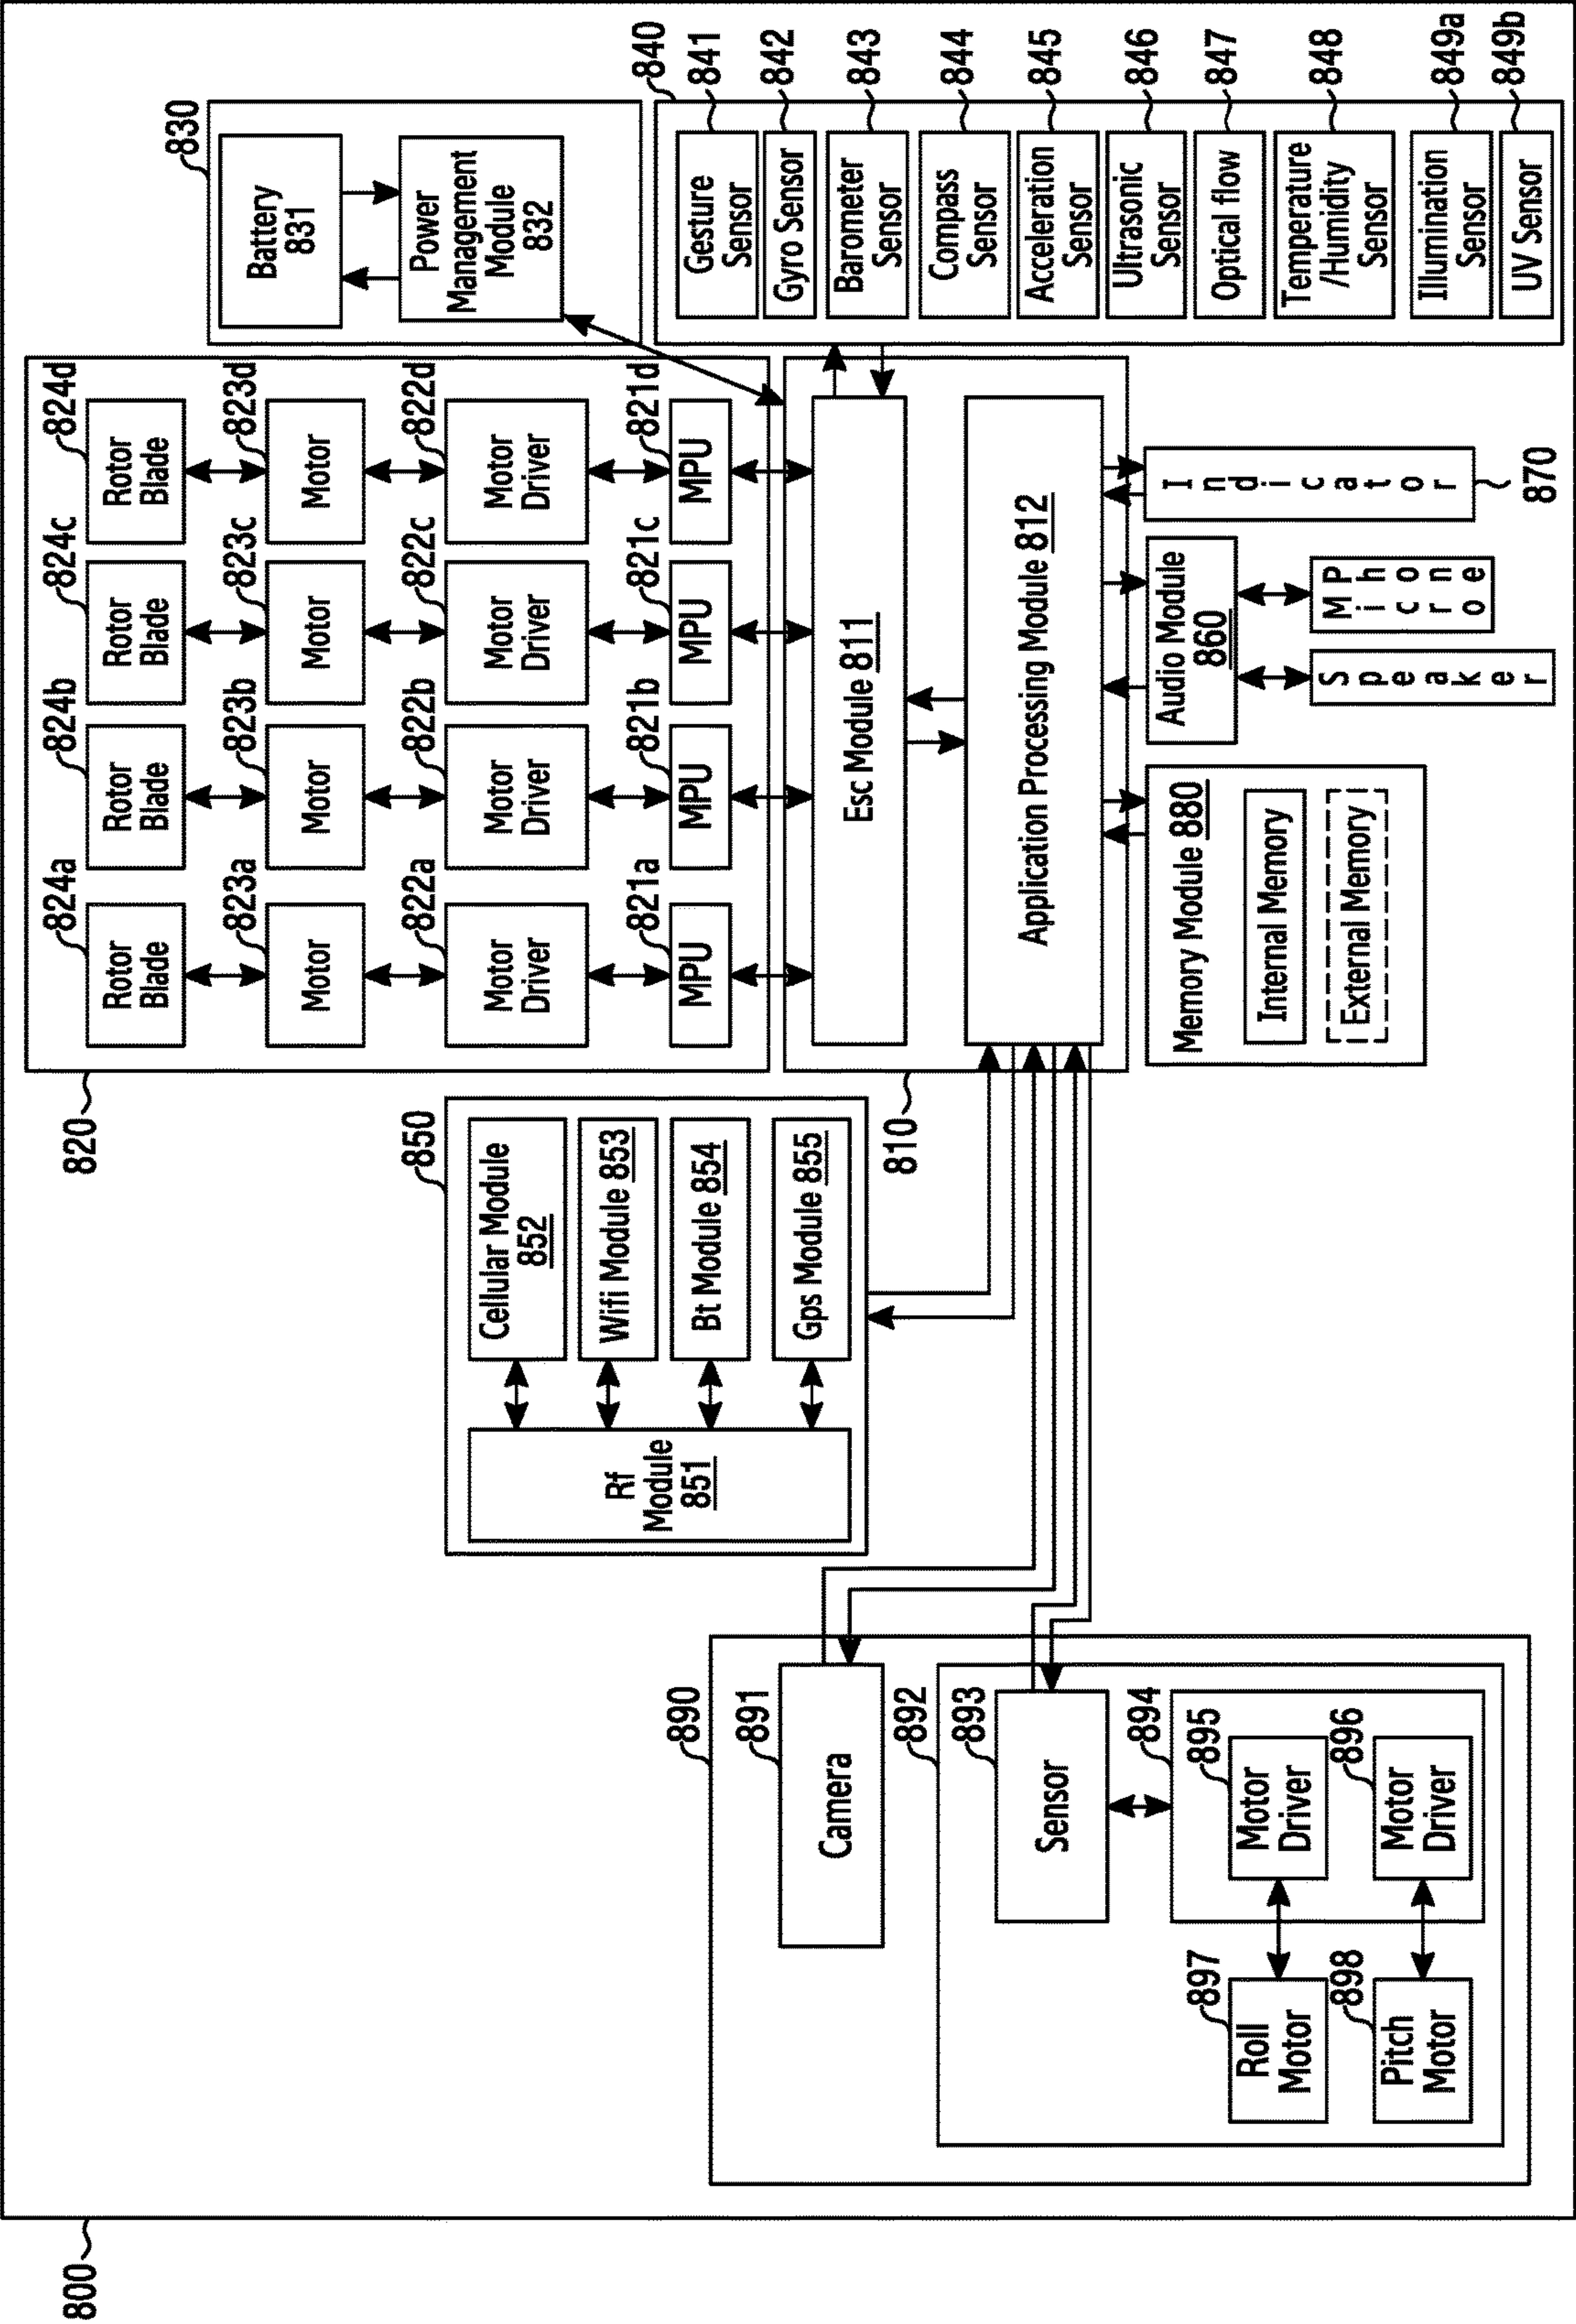 800
890
891
Camera
892
893
Sensor
894
895
Motor
Driver
896
Motor
Driver
897
Roll
Motor
898
Pitch
Motor
850
Rf
Module
851
Cellular Module
852
Wifi Module 853
Bt Module 854
Gps Module 855
820
824a
Rotor
Blade
824b
Rotor
Blade
824c
Rotor
Blade
824d
Rotor
Blade
823a
Motor
823b
Motor
823c
Motor
823d
Motor
822a
Motor
Driver
822b
Motor
Driver
822c
Motor
Driver
822d
Motor
Driver
821a
MPU
821b
MPU
821c
MPU
821d
MPU
810
Esc Module 811
Application Processing Module 812
Memory Module 880
Internal Memory
External Memory
Audio Module
860
Speaker
Micro
Phone
Indicator
870
830
Battery
831
Power
Management
Module
832
840
Gesture
Sensor
841
Gyro Sensor
842
Barometer
Sensor
843
Compass
Sensor
844
Acceleration
Sensor
845
Ultrasonic
Sensor
846
Optical flow
847
Temperature
/Humidity
Sensor
848
Illumination
Sensor
849a
UV Sensor
849b